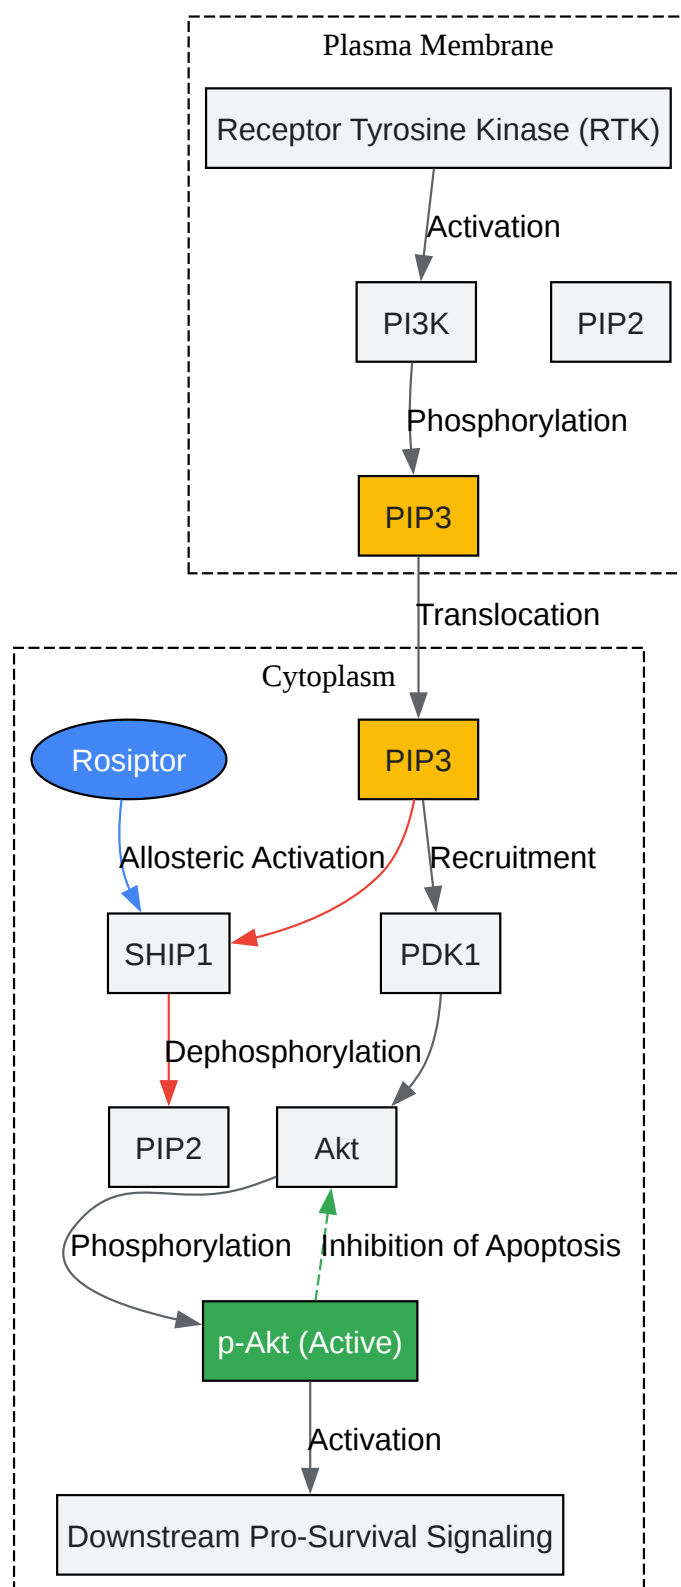 Plasma Membrane
Receptor Tyrosine Kinase (RTK)
Activation
PI3K
PIP2
Phosphorylation
PIP3
Translocation
Cytoplasm
Rosiptor
PIP3
Allosteric Activation
Recruitment
SHIP1
PDK1
Dephosphorylation
PIP2
Akt
Phosphorylation
Inhibition of Apoptosis
p-Akt (Active)
Activation
Downstream Pro-Survival Signaling